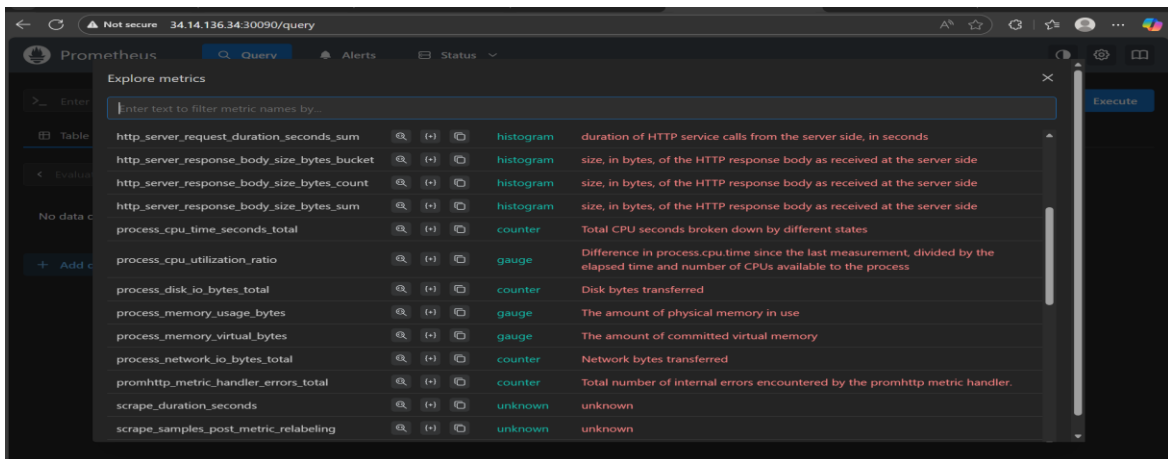 Not secure 34.14.136.34:30090/query
Prometheus Query Alerts Status
Explore metrics
>_ Enter
Enter text to filter metric names by...
Execute
Table
http_server_request_duration_seconds_sum histogram duration of HTTP service calls from the server side, in seconds
http_server_response_body_size_bytes_bucket histogram size, in bytes, of the HTTP response body as received at the server side
< Evalua
http_server_response_body_size_bytes_count histogram size, in bytes, of the HTTP response body as received at the server side
http_server_response_body_size_bytes_sum histogram size, in bytes, of the HTTP response body as received at the server side
No data c
process_cpu_time_seconds_total counter Total CPU seconds broken down by different states
process_cpu_utilization_ratio gauge Difference in process.cpu.time since the last measurement, divided by the
elapsed time and number of CPUs available to the process
+ Add c
process_disk_io_bytes_total counter Disk bytes transferred
process_memory_usage_bytes gauge The amount of physical memory in use
process_memory_virtual_bytes gauge The amount of committed virtual memory
process_network_io_bytes_total counter Network bytes transferred
promhttp_metric_handler_errors_total counter Total number of internal errors encountered by the promhttp metric handler.
scrape_duration_seconds unknown unknown
scrape_samples_post_metric_relabeling unknown unknown